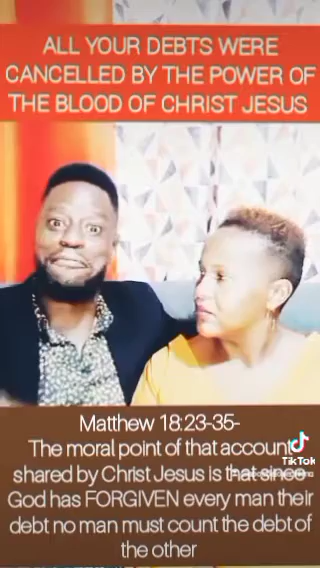 ALL YOUR DEBTS WERE
CANCELLED BY THE POWER OF
THE BLOOD OF CHRIST JESUS
Matthew 18:23-35-
The moral point of that account
shared by Christ Jesus is that since
God has FORGIVEN every man their
debt no man must count the debt of
the other
TikTok